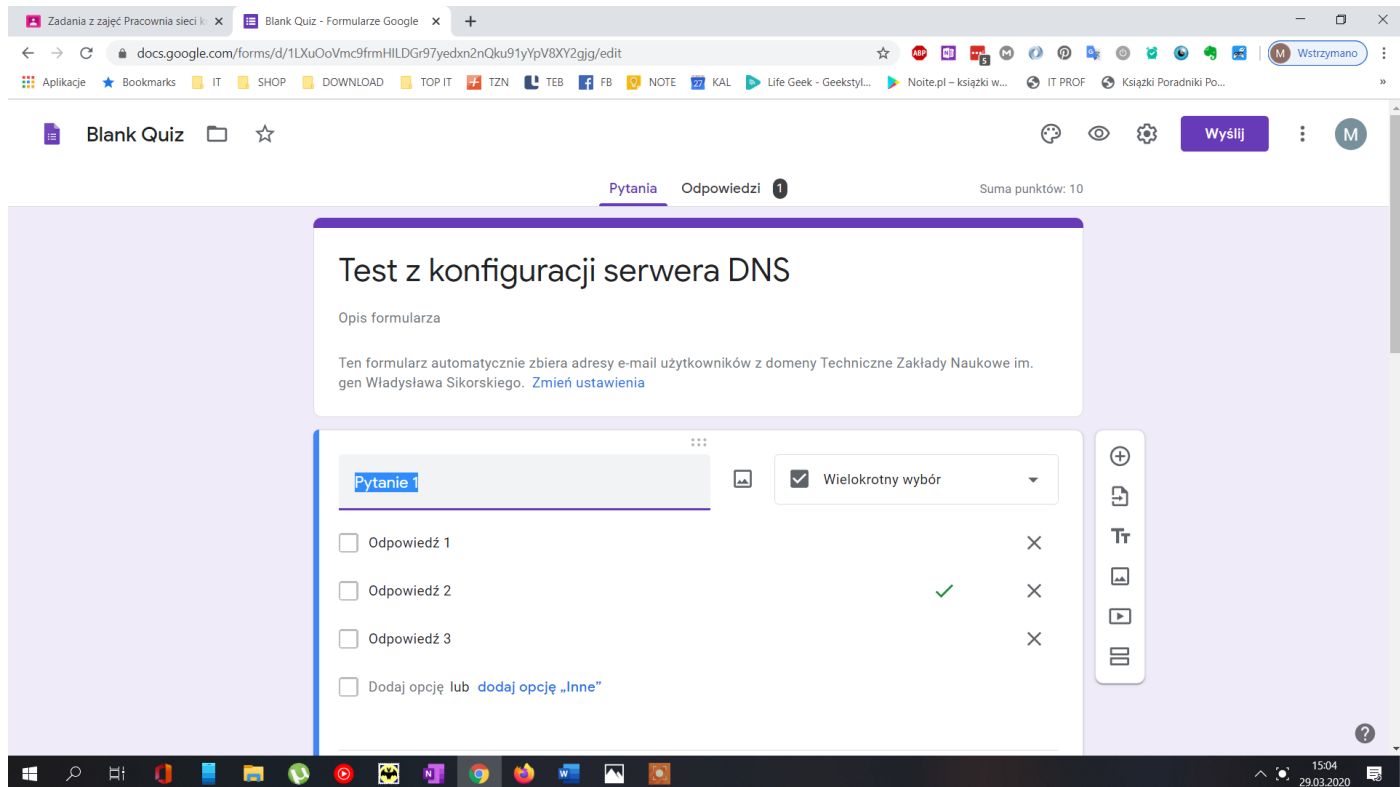 Zadania z zajęć Pracownia sieci k
Blank Quiz - Formularze Google
docs.google.com/forms/d/1LXuOoVmc9frmHILDGr97yedxn2nQku91yYpV8XY2gjg/edit
ABP
5
M
Wstrzymano
Aplikacje
Bookmarks
IT
SHOP
DOWNLOAD
TOP IT
TZN
TEB
FB
NOTE
27 KAL
Life Geek - Geekstyl...
Noite.pl – książki w...
IT PROF
Książki Poradniki Po...
»
Blank Quiz
Wyślij
M
Pytania
Odpowiedzi 1
Suma punktów: 10
Test z konfiguracji serwera DNS
Opis formularza
Ten formularz automatycznie zbiera adresy e-mail użytkowników z domeny Techniczne Zakłady Naukowe im.
gen Władysława Sikorskiego. Zmień ustawienia
Pytanie 1
Wielokrotny wybór
Odpowiedź 1
Odpowiedź 2
Odpowiedź 3
Dodaj opcję lub dodaj opcję „Inne”
Tт
?
15:04
29.03.2020